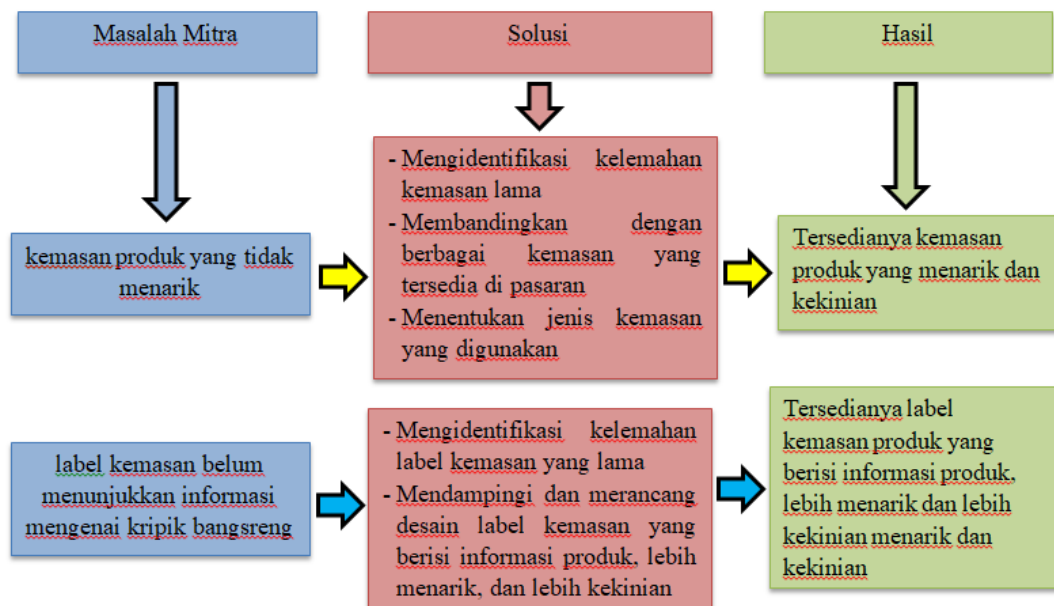 Masalah Mitra
Solusi
Hasil
kemasan produk yang tidak
menarik
- Mengidentifikasi kelemahan
kemasan lama
- Membandingkan dengan
berbagai kemasan yang
tersedia di pasaran
- Menentukan jenis kemasan
yang digunakan
Tersedianya kemasan
produk yang menarik dan
kekinian
label kemasan belum
menunjukkan informasi
mengenai kripik bangsreng
- Mengidentifikasi kelemahan
label kemasan yang lama
- Mendampingi dan merancang
desain label kemasan yang
berisi informasi produk, lebih
menarik, dan lebih kekinian
Tersedianya label
kemasan produk yang
berisi informasi produk,
lebih menarik dan lebih
kekinian menarik dan
kekinian